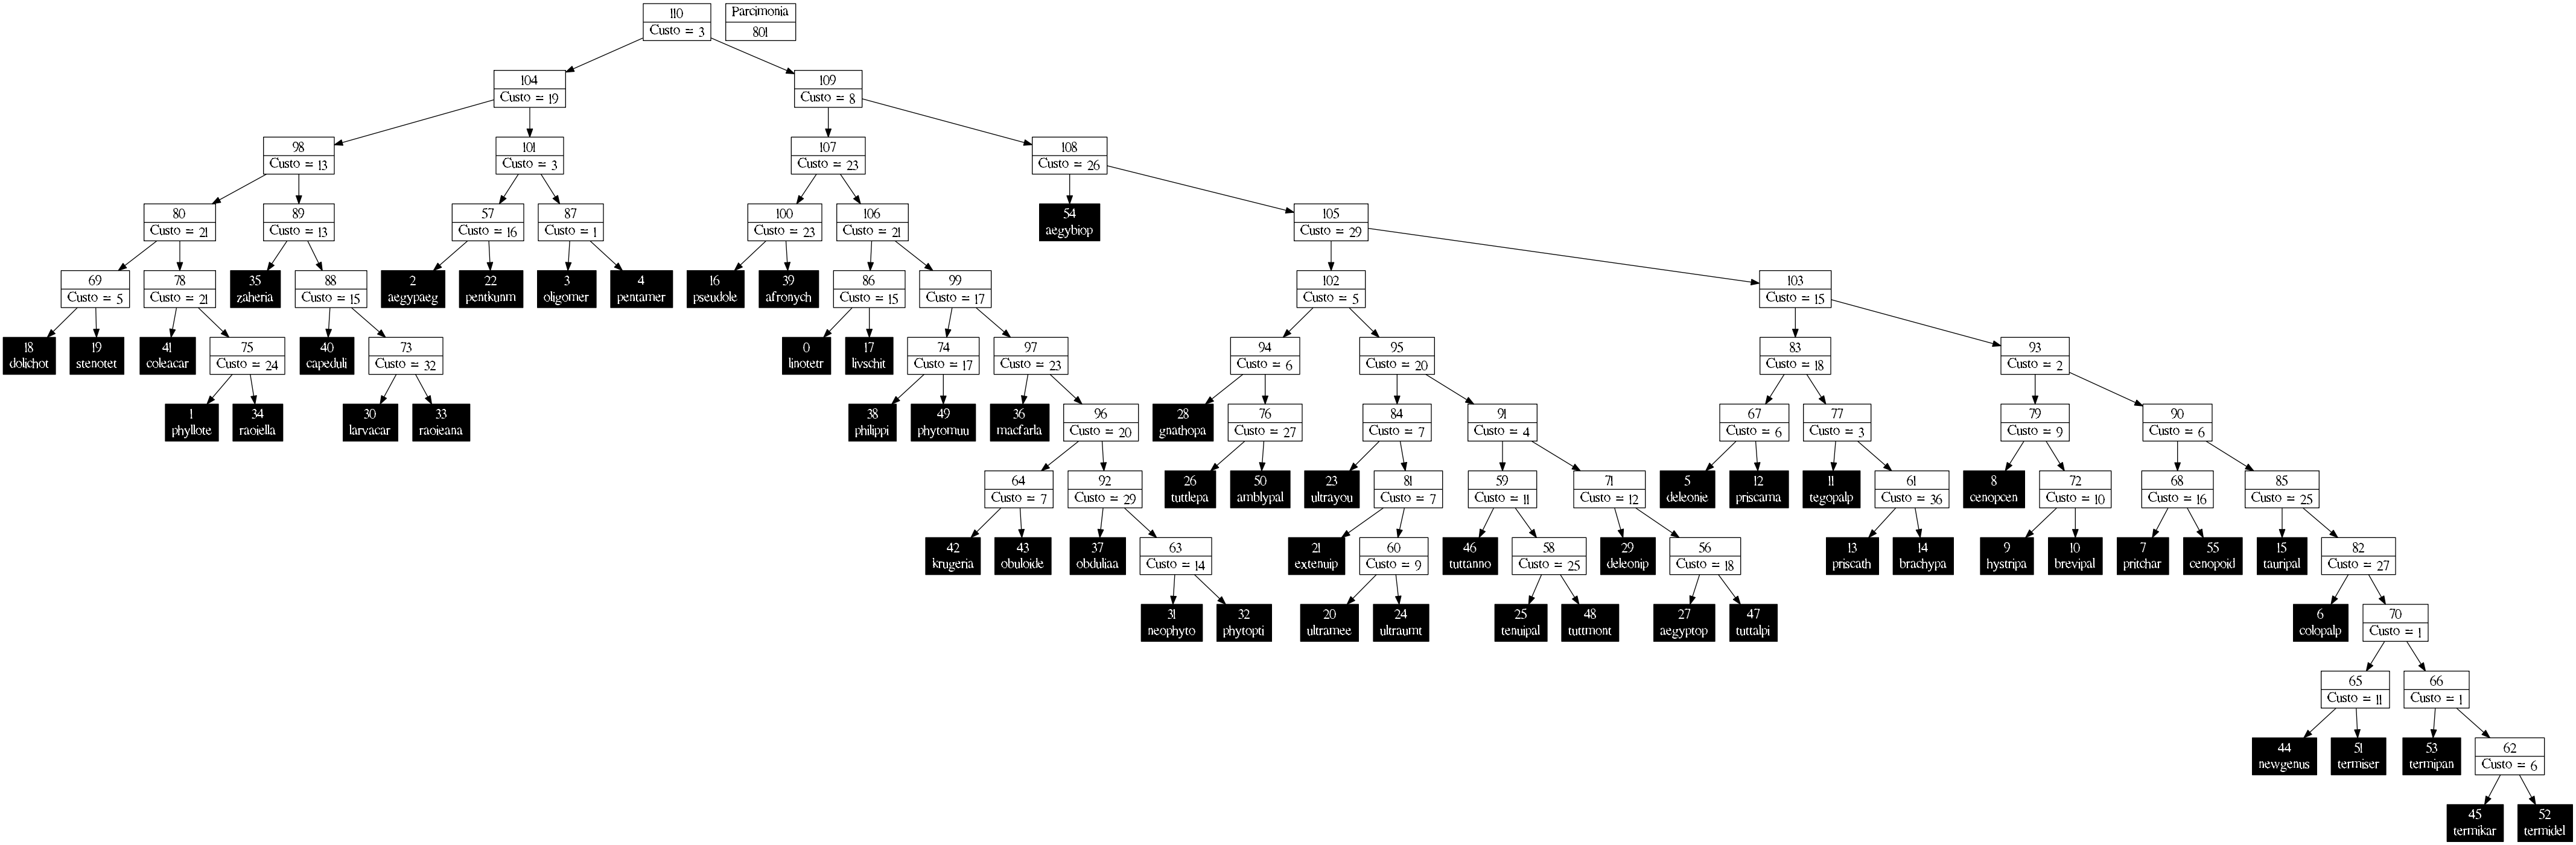 110
Custo = 3
Parcimonia
801
104
Custo = 19
109
Custo = 8
98
Custo = 13
101
Custo = 3
107
Custo = 23
108
Custo = 26
80
Custo = 21
89
Custo = 13
57
Custo = 16
87
Custo = 1
100
Custo = 23
106
Custo = 21
54
aegybiop
105
Custo = 29
69
Custo = 5
78
Custo = 21
35
zaheria
88
Custo = 15
2
aegypaeg
22
pentkunm
3
oligomer
4
pentamer
16
pseudole
39
afronych
86
Custo = 15
99
Custo = 17
102
Custo = 5
103
Custo = 15
18
dolichot
19
stenotet
41
coleacar
75
Custo = 24
40
capeduli
73
Custo = 32
0
linotetr
17
livschit
74
Custo = 17
97
Custo = 23
94
Custo = 6
95
Custo = 20
83
Custo = 18
93
Custo = 2
1
phyllote
34
raoiella
30
larvacar
33
raoieana
38
philippi
49
phytomuu
36
macfarla
96
Custo = 20
28
gnathopa
76
Custo = 27
84
Custo = 7
91
Custo = 4
67
Custo = 6
77
Custo = 3
79
Custo = 9
90
Custo = 6
64
Custo = 7
92
Custo = 29
26
tuttlepa
50
amblypal
23
ultrayou
81
Custo = 7
59
Custo = 11
71
Custo = 12
5
deleonie
12
priscama
11
tegopalp
61
Custo = 36
8
cenopcen
72
Custo = 10
68
Custo = 16
85
Custo = 25
42
krugeria
43
obuloide
37
obduliaa
63
Custo = 14
21
extenuip
60
Custo = 9
46
tuttanno
58
Custo = 25
29
deleonip
56
Custo = 18
13
priscath
14
brachypa
9
hystripa
10
brevipal
7
pritchar
55
cenopoid
15
tauripal
82
Custo = 27
31
neophyto
32
phytopti
20
ultramee
24
ultraumt
25
tenuipal
48
tuttmont
27
aegyptop
47
tuttalpi
6
colopalp
70
Custo = 1
65
Custo = 11
66
Custo = 1
44
newgenus
51
termiser
53
termipan
62
Custo = 6
45
termikar
52
termidel